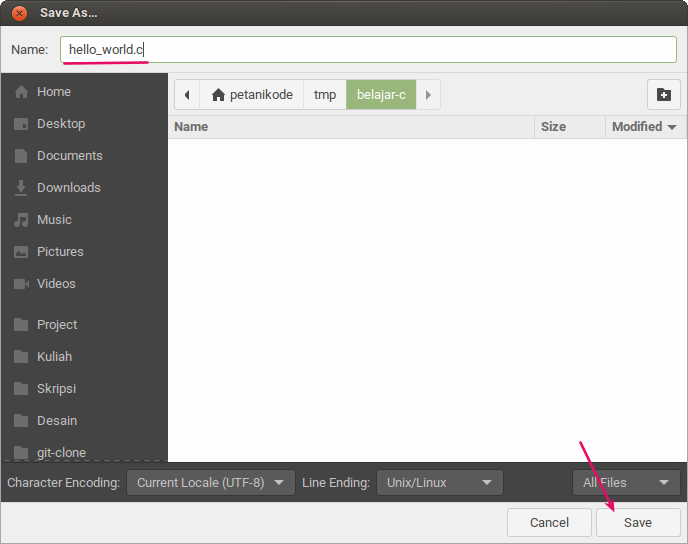 Save As…
Name: hello_world.c
Home
Desktop
Documents
Downloads
Music
Pictures
Videos
Project
Kuliah
Skripsi
Desain
git-clone
petanikode tmp belajar-c
Name Size Modified
Character Encoding: Current Locale (UTF-8) Line Ending: Unix/Linux All Files
Cancel Save